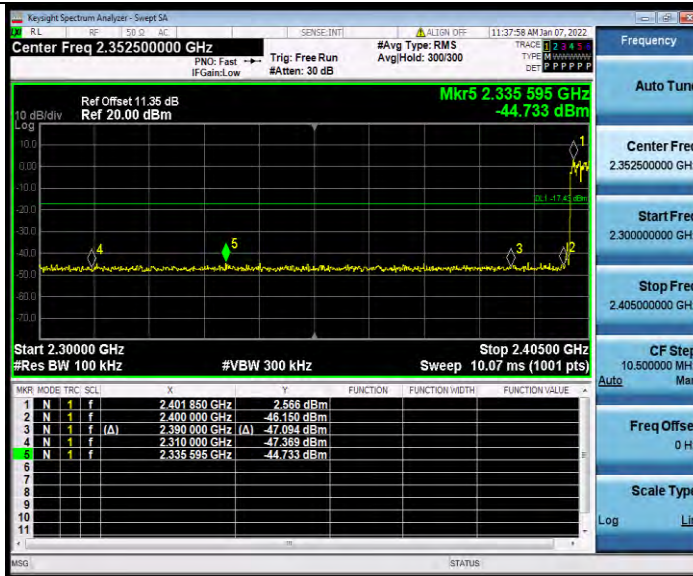 Keysight Spectrum Analyzer - Swept SA
RL RF 50 Ω AC SENSE:INT ALIGN OFF 11:37:58 AM Jan 07, 2022
Center Freq 2.352500000 GHz
PNO: Fast Trig: Free Run
IFGain:Low #Atten: 30 dB
#Avg Type: RMS
Avg|Hold: 300/300
TRACE 1 2 3 4 5 6
TYPE M
DET P P P P P P
Ref Offset 11.35 dB
Ref 20.00 dBm
Mkr5 2.335 595 GHz
-44.733 dBm
10 dB/div
Log
10.0
0.00
-10.0
-20.0
-30.0
-40.0
-50.0
-60.0
-70.0
1
DL1 -17.43 dBm
4
5
3
2
Start 2.30000 GHz Stop 2.40500 GHz
#Res BW 100 kHz #VBW 300 kHz Sweep 10.07 ms (1001 pts)
MKR MODE TRC SCL X Y FUNCTION FUNCTION WIDTH FUNCTION VALUE
1 N 1 f 2.401 850 GHz 2.566 dBm
2 N 1 f 2.400 000 GHz -46.150 dBm
3 N 1 f (Δ) 2.390 000 GHz (Δ) -47.094 dBm
4 N 1 f 2.310 000 GHz -47.369 dBm
5 N 1 f 2.335 595 GHz -44.733 dBm
6
7
8
9
10
11
MSG STATUS
Frequency
Auto Tune
Center Freq
2.352500000 GH
Start Freq
2.300000000 GH
Stop Freq
2.405000000 GH
CF Step
10.500000 MH
Auto Ma
Freq Offse
0 H
Scale Type
Log Li